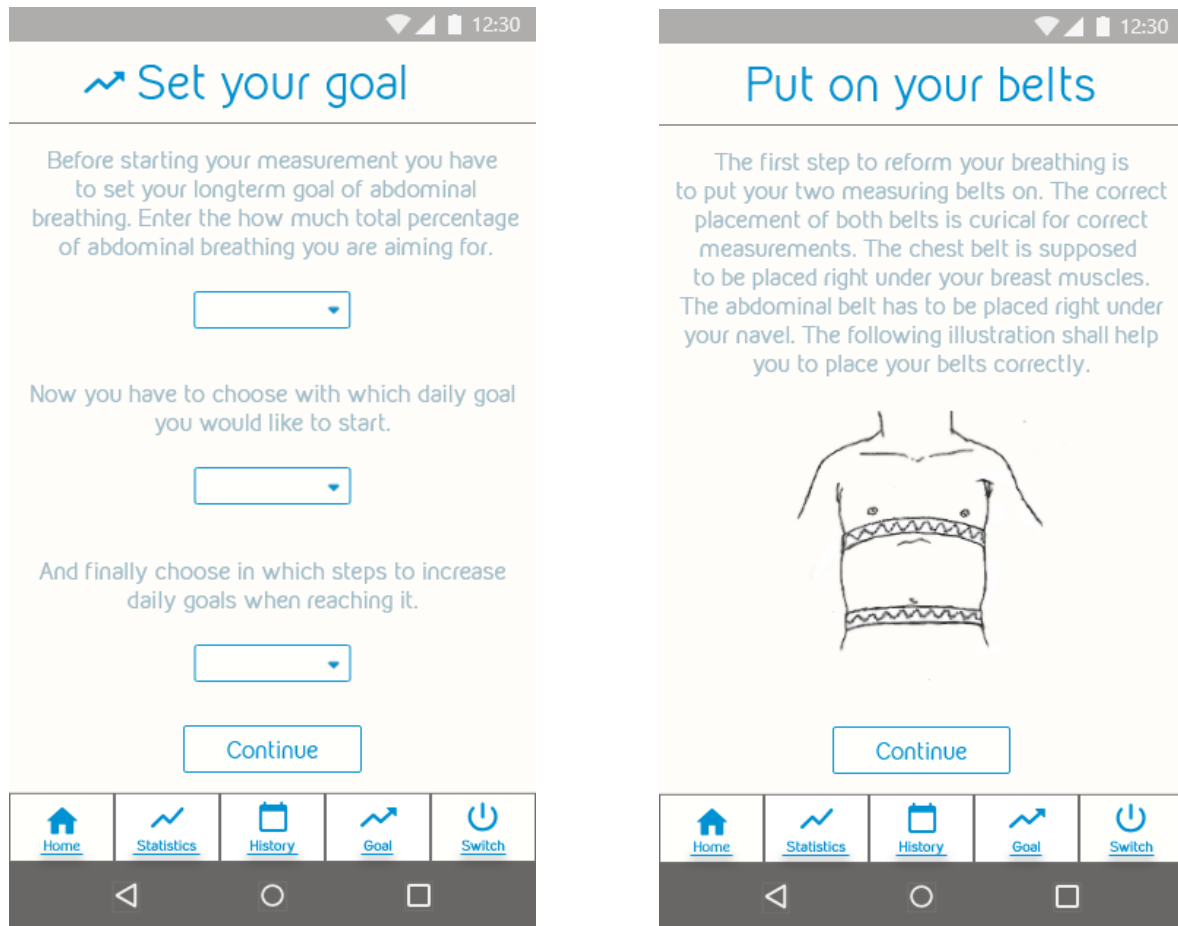 12:30
Set your goal
Before starting your measurement you have
to set your longterm goal of abdominal
breathing. Enter the how much total percentage
of abdominal breathing you are aiming for.
Now you have to choose with which daily goal
you would like to start.
And finally choose in which steps to increase
daily goals when reaching it.
Continue
Home
Statistics
History
Goal
Switch
12:30
Put on your belts
The first step to reform your breathing is
to put your two measuring belts on. The correct
placement of both belts is curical for correct
measurements. The chest belt is supposed
to be placed right under your breast muscles.
The abdominal belt has to be placed right under
your navel. The following illustration shall help
you to place your belts correctly.
Continue
Home
Statistics
History
Goal
Switch